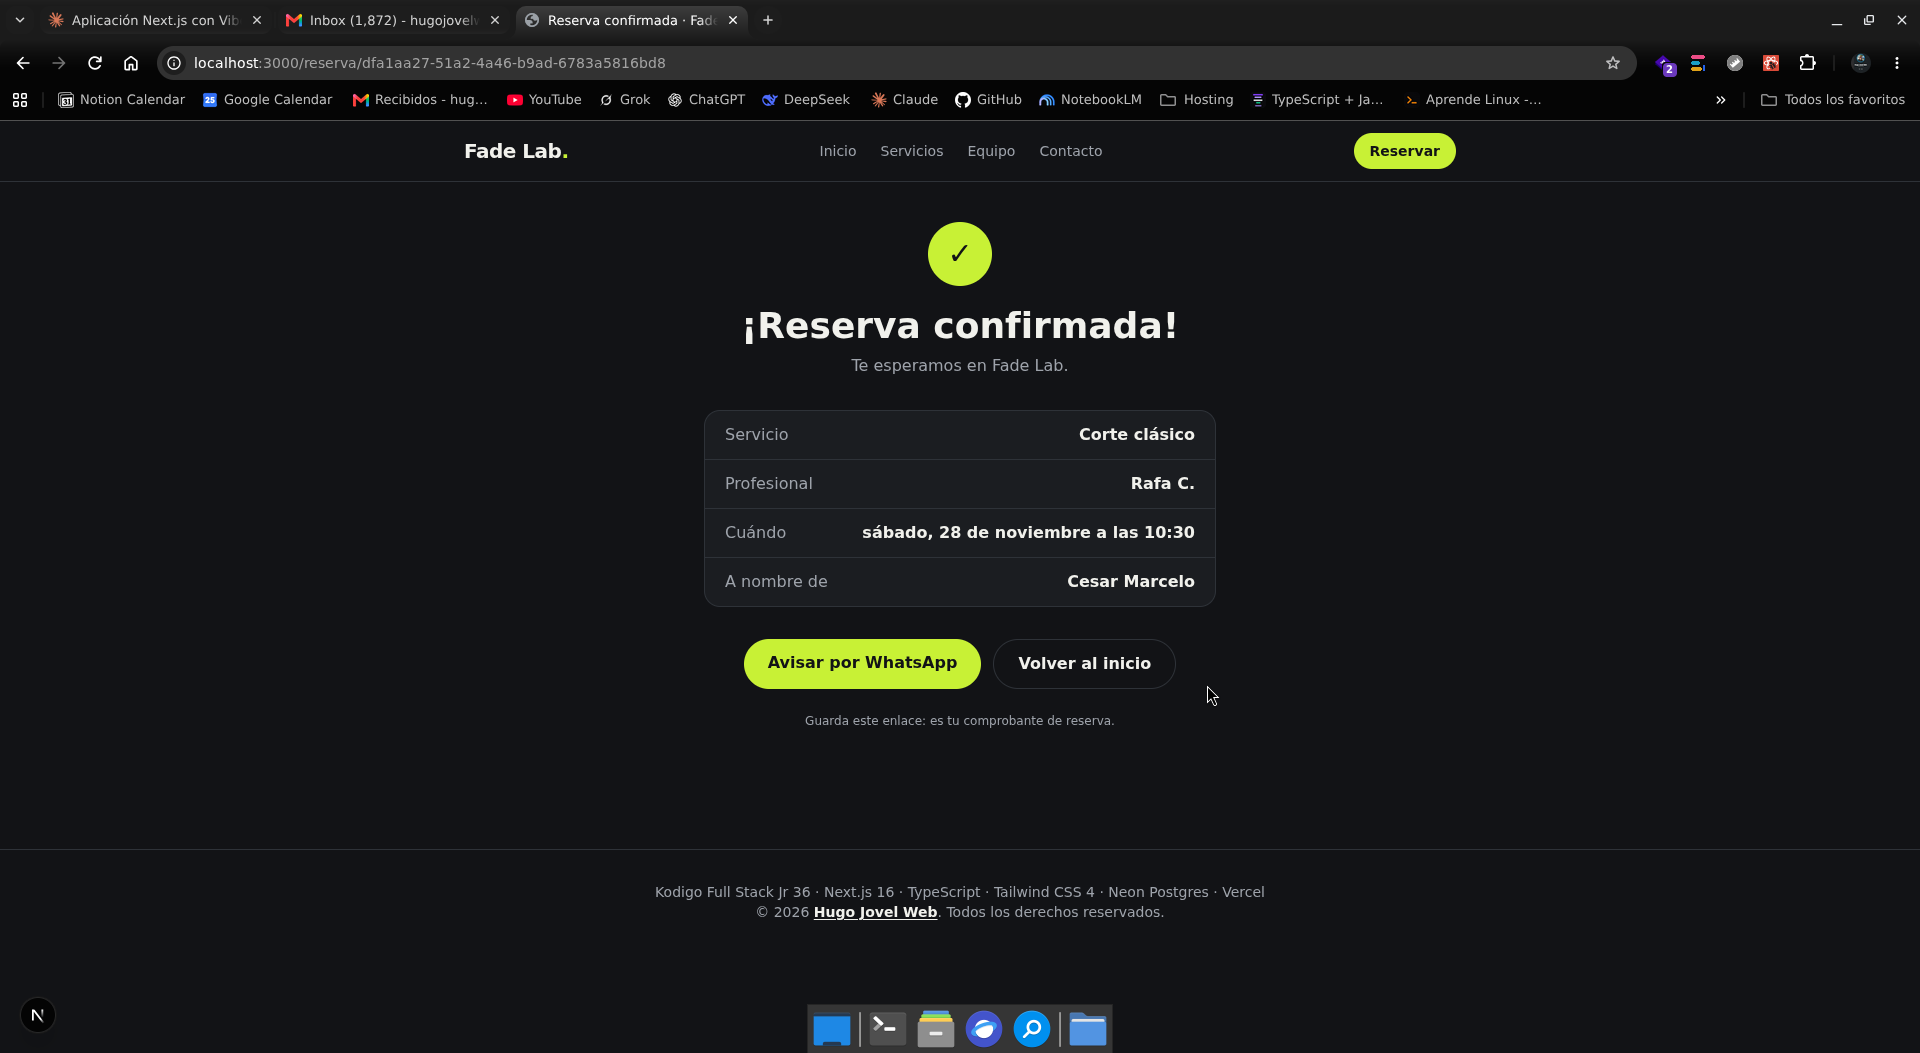 Aplicación Next.js con Vib
Inbox (1,872) - hugojovelw
Reserva confirmada · Fade
localhost:3000/reserva/dfa1aa27-51a2-4a46-b9ad-6783a5816bd8
2
Notion Calendar
Google Calendar
Recibidos - hug...
YouTube
Grok
ChatGPT
DeepSeek
Claude
GitHub
NotebookLM
Hosting
TypeScript + Ja...
Aprende Linux -...
Todos los favoritos
Fade Lab.
Inicio
Servicios
Equipo
Contacto
Reservar
✓
¡Reserva confirmada!
Te esperamos en Fade Lab.
Servicio Corte clásico
Profesional Rafa C.
Cuándo sábado, 28 de noviembre a las 10:30
A nombre de Cesar Marcelo
Avisar por WhatsApp
Volver al inicio
Guarda este enlace: es tu comprobante de reserva.
Kodigo Full Stack Jr 36 · Next.js 16 · TypeScript · Tailwind CSS 4 · Neon Postgres · Vercel
© 2026 Hugo Jovel Web. Todos los derechos reservados.
N